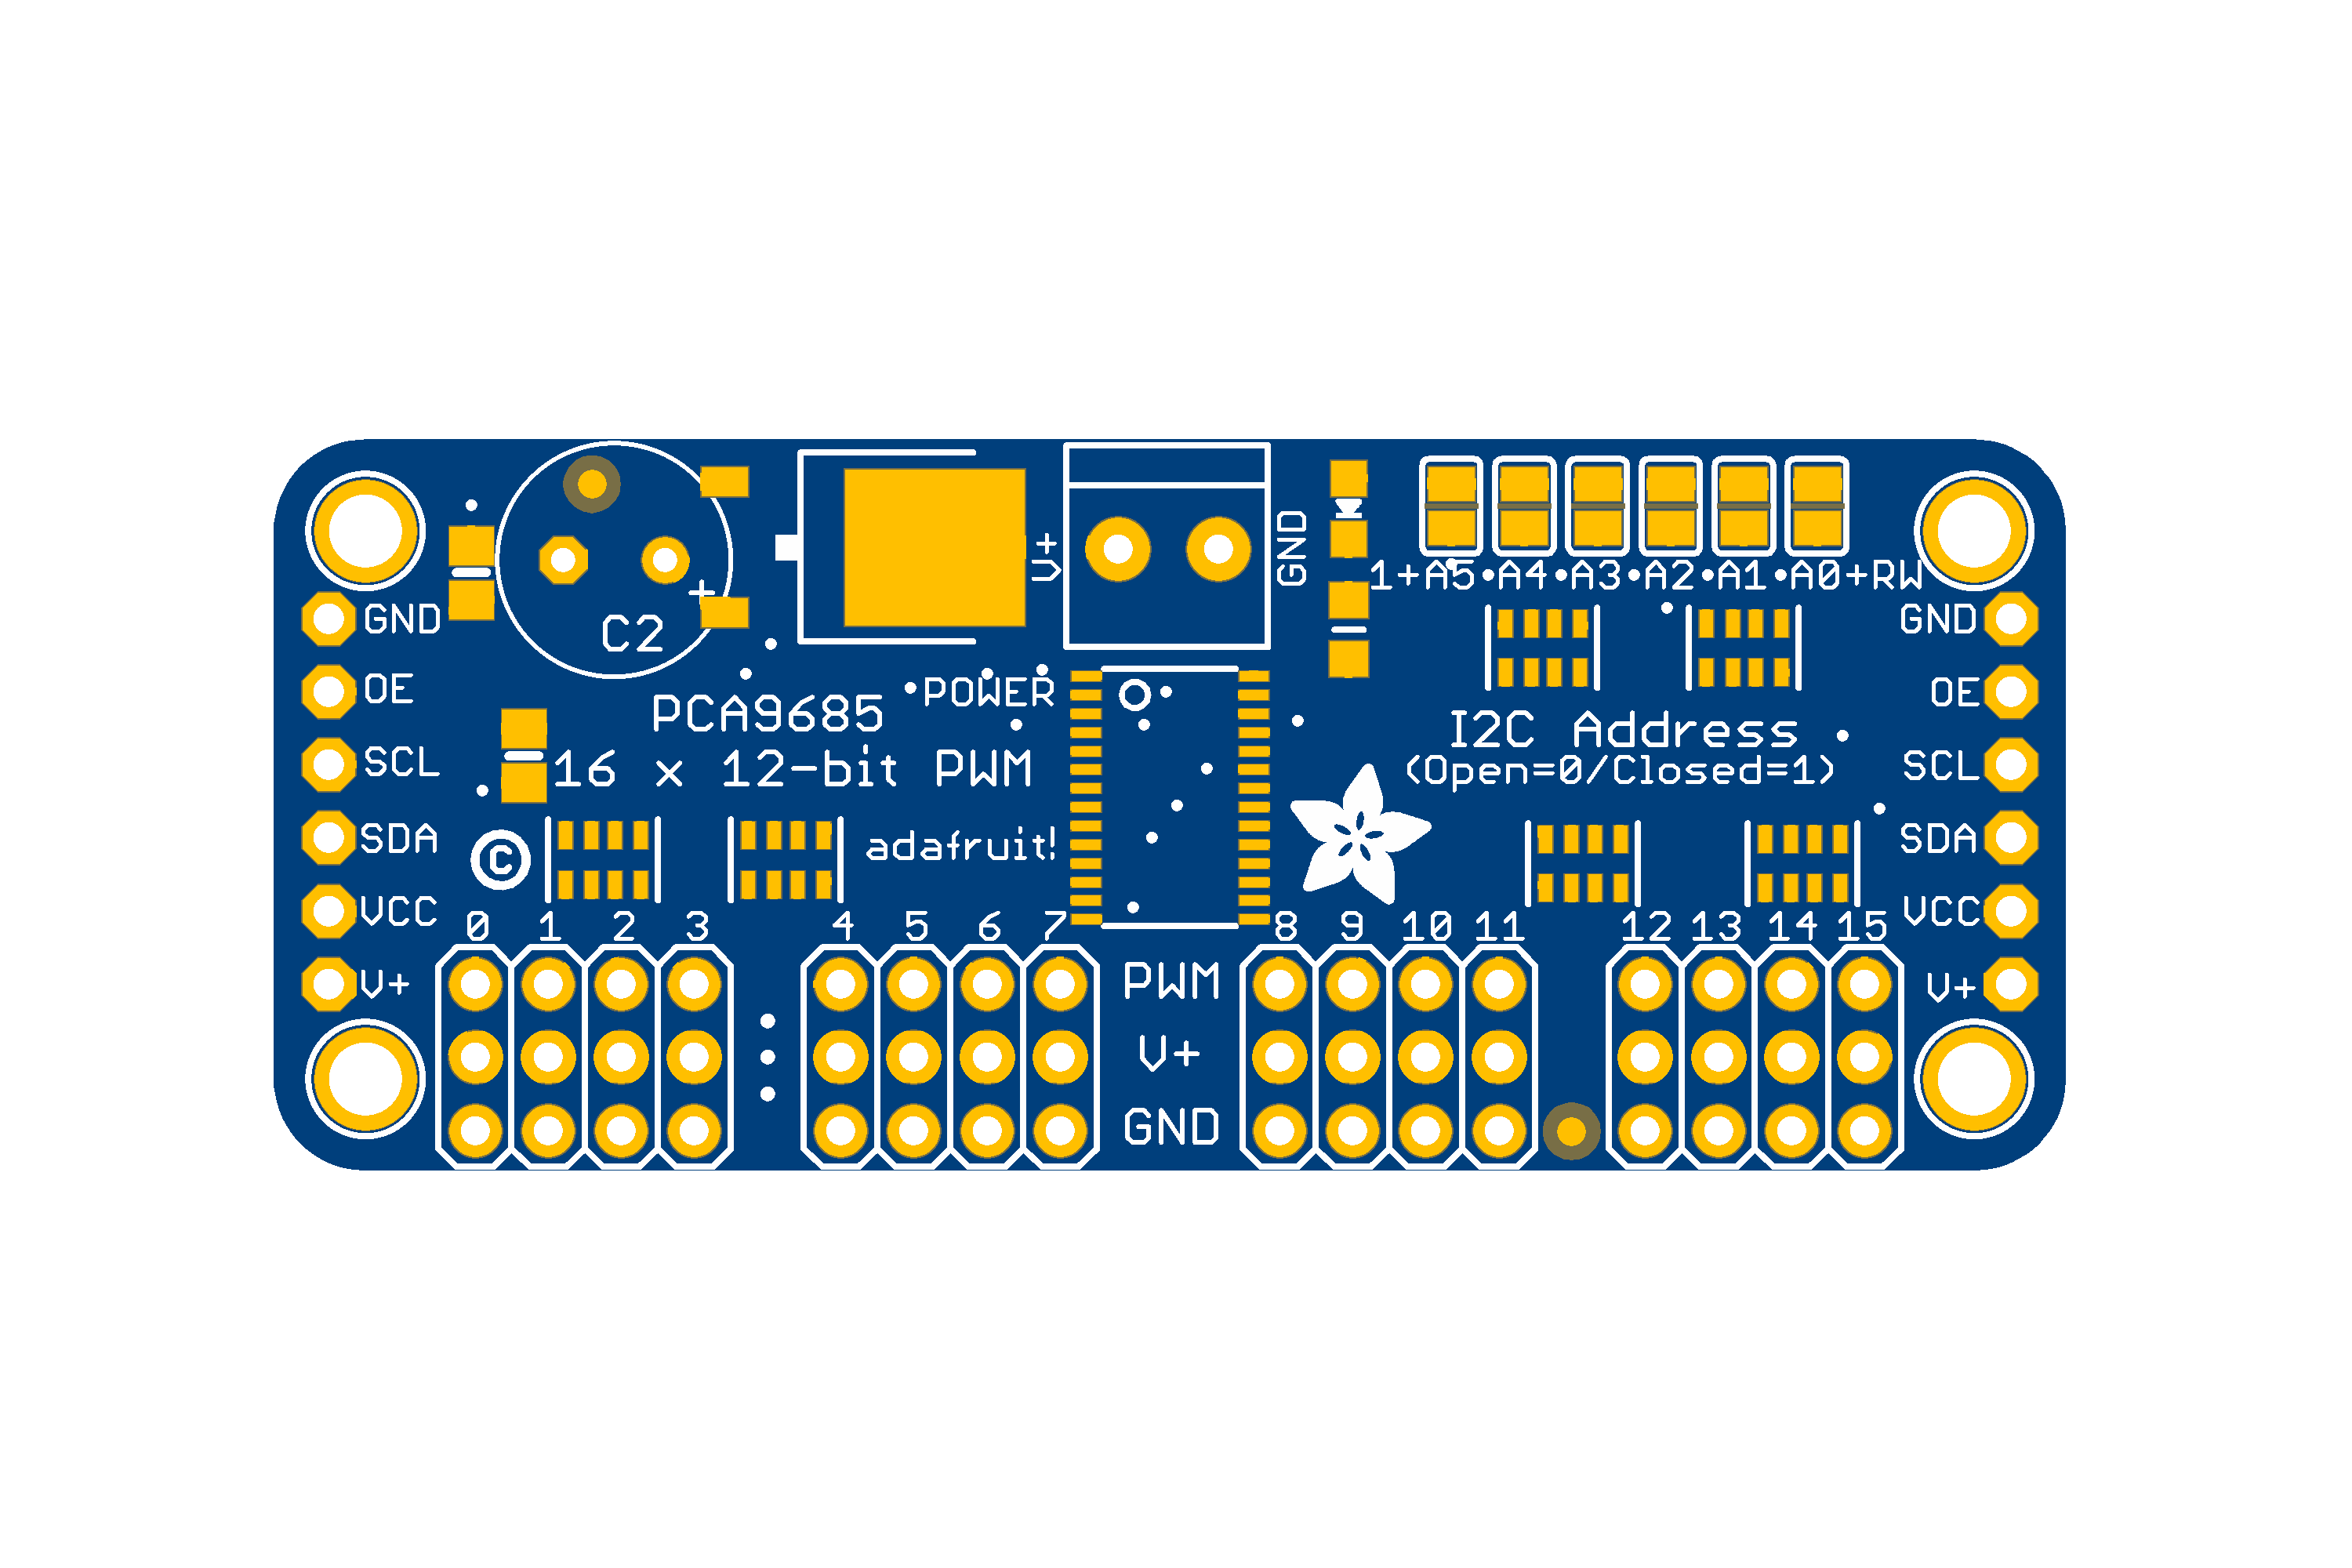 V+
GND
1+A5•A4•A3•A2•A1•A0+RW
C2
GND
OE
SCL
SDA
VCC
V+
POWER
PCA9685
16 x 12-bit PWM
adafruit!
©
I2C Address
(Open=0/Closed=1)
GND
OE
SCL
SDA
VCC
V+
0 1 2 3 4 5 6 7 8 9 10 11 12 13 14 15
PWM
V+
GND